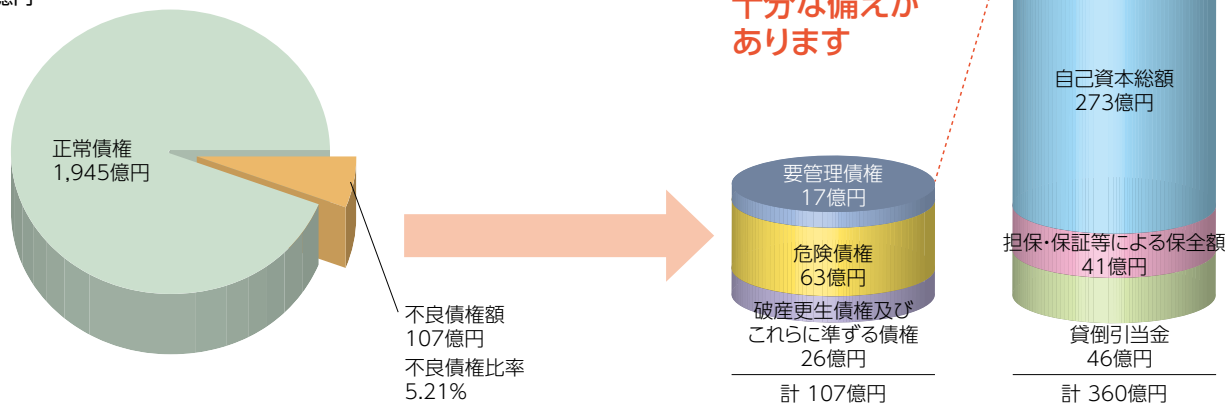 億円
十分な備えが
あります
正常債権
1,945億円
不良債権額
107億円
不良債権比率
5.21%
要管理債権
17億円
危険債権
63億円
破産更生債権及び
これらに準ずる債権
26億円
計 107億円
自己資本総額
273億円
担保・保証等による保全額
41億円
貸倒引当金
46億円
計 360億円